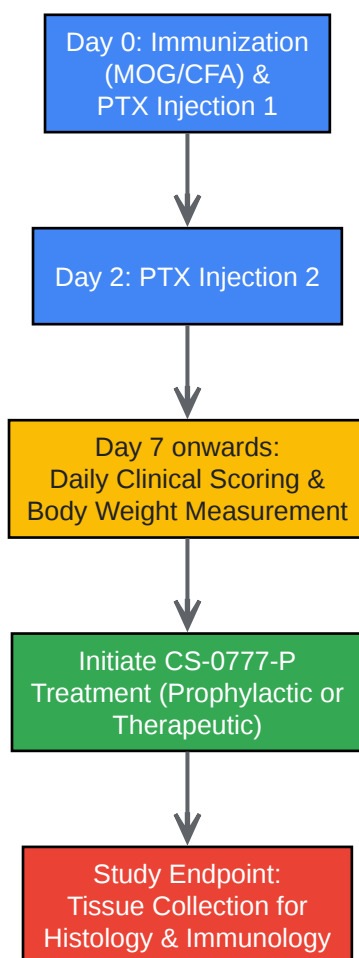 Day 0: Immunization
(MOG/CFA) &
PTX Injection 1
Day 2: PTX Injection 2
Day 7 onwards:
Daily Clinical Scoring &
Body Weight Measurement
Initiate CS-0777-P
Treatment (Prophylactic or
Therapeutic)
Study Endpoint:
Tissue Collection for
Histology & Immunology